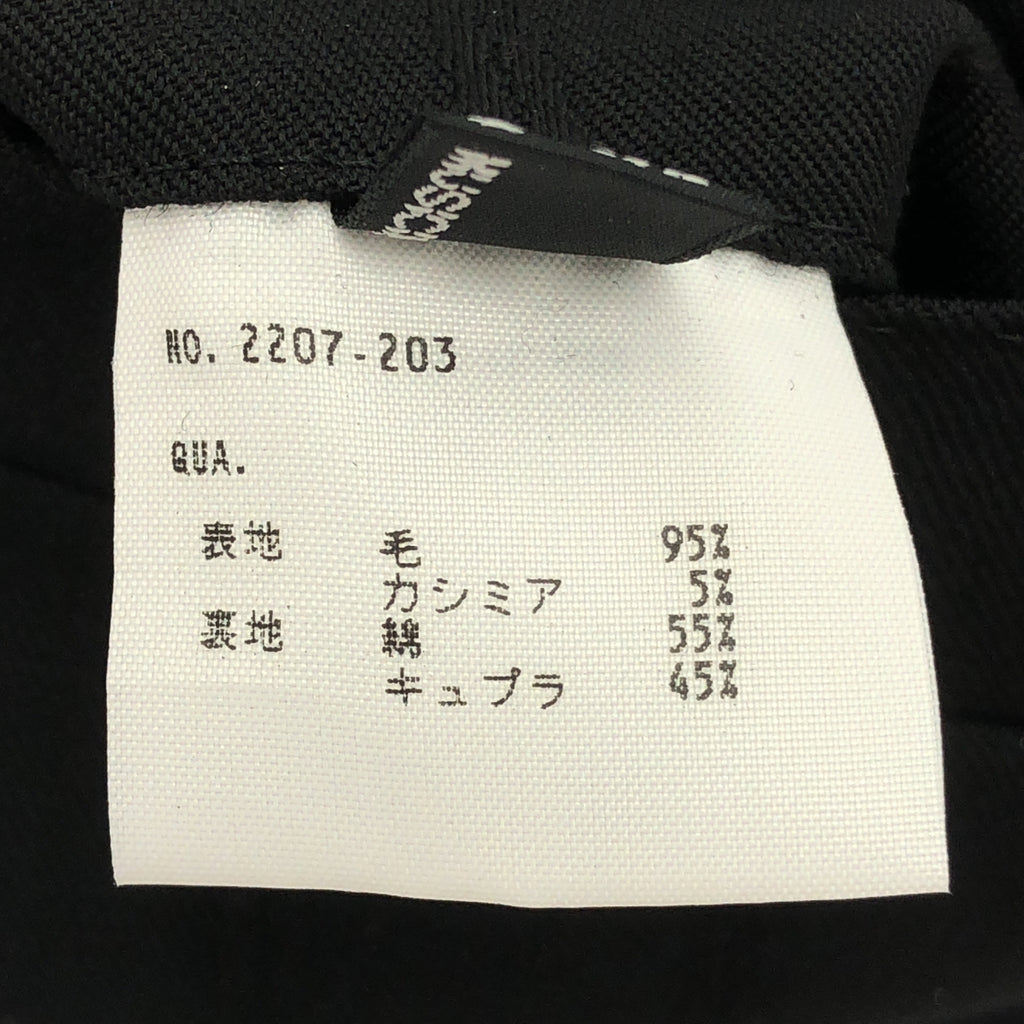 NO. 2207-203
QUA.
表地 毛 95%
カシミア 5%
裏地 綿 55%
キュプラ 45%